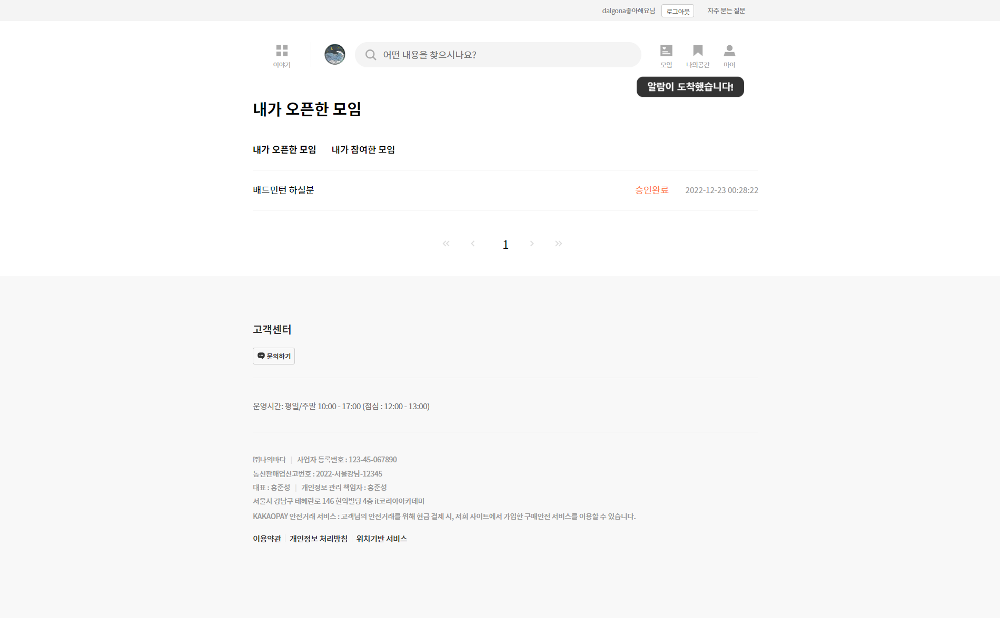 dalgona좋아해요님 로그아웃 자주 묻는 질문
이야기
어떤 내용을 찾으시나요?
모임 나의공간 마이
알람이 도착했습니다!
내가 오픈한 모임
내가 오픈한 모임 내가 참여한 모임
배드민턴 하실분 승인완료 2022-12-23 00:28:22
1
고객센터
문의하기
운영시간: 평일/주말 10:00 - 17:00 (점심 : 12:00 - 13:00)
㈜나의바다 | 사업자 등록번호 : 123-45-067890
통신판매업신고번호 : 2022-서울강남-12345
대표 : 홍준성 | 개인정보 관리 책임자 : 홍준성
서울시 강남구 테헤란로 146 현익빌딩 4층 it코리아아카데미
KAKAOPAY 안전거래 서비스 : 고객님의 안전거래를 위해 현금 결제 시, 저희 사이트에서 가입한 구매안전 서비스를 이용할 수 있습니다.
이용약관 개인정보 처리방침 위치기반 서비스